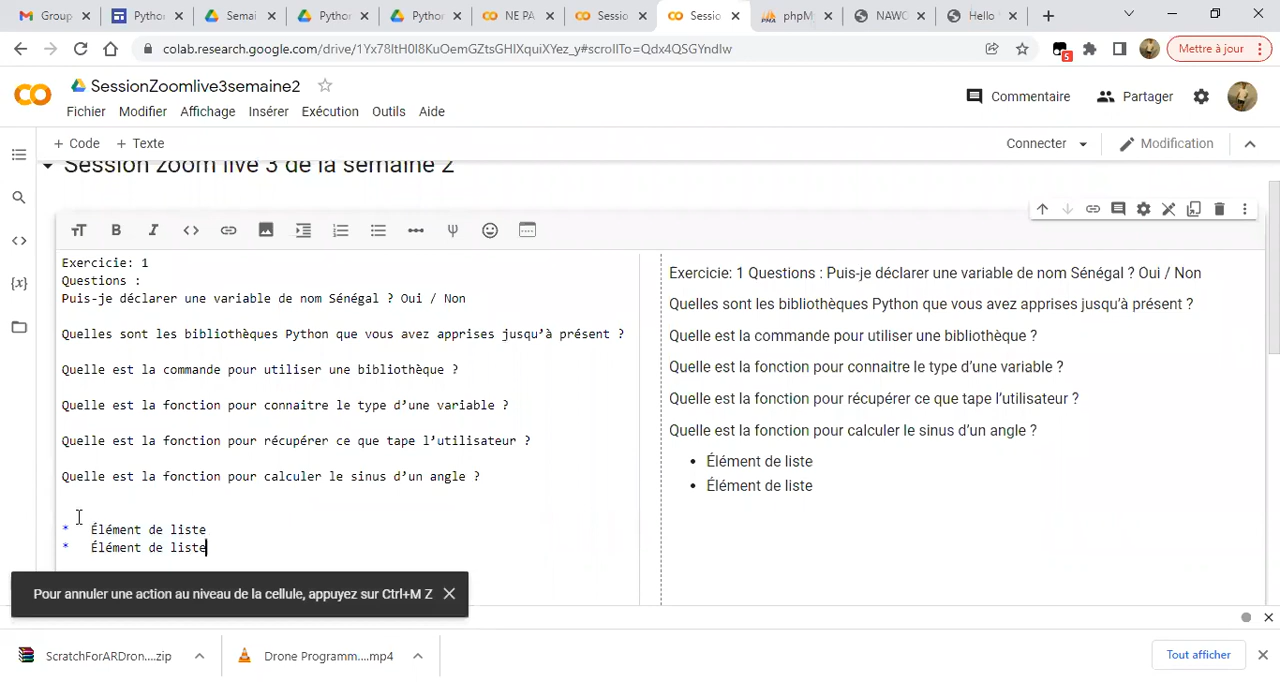 Group
Python
Semai
Python
Python
NE PA
Sessio
Sessio
phpMy
NAWC
Hello
colab.research.google.com/drive/1Yx78ItH0I8KuOemGZtsGHlXquiXYez_y#scrollTo=Qdx4QSGYndIw
5
Mettre à jour
SessionZoomlive3semaine2
Fichier Modifier Affichage Insérer Exécution Outils Aide
Commentaire
Partager
+ Code + Texte
Connecter
Modification
Session zoom live 3 de la semaine 2
Exercicie: 1
Questions :
Puis-je déclarer une variable de nom Sénégal ? Oui / Non
Quelles sont les bibliothèques Python que vous avez apprises jusqu’à présent ?
Quelle est la commande pour utiliser une bibliothèque ?
Quelle est la fonction pour connaitre le type d’une variable ?
Quelle est la fonction pour récupérer ce que tape l’utilisateur ?
Quelle est la fonction pour calculer le sinus d’un angle ?
* Élément de liste
* Élément de liste
Exercicie: 1 Questions : Puis-je déclarer une variable de nom Sénégal ? Oui / Non
Quelles sont les bibliothèques Python que vous avez apprises jusqu’à présent ?
Quelle est la commande pour utiliser une bibliothèque ?
Quelle est la fonction pour connaitre le type d’une variable ?
Quelle est la fonction pour récupérer ce que tape l’utilisateur ?
Quelle est la fonction pour calculer le sinus d’un angle ?
• Élément de liste
• Élément de liste
Pour annuler une action au niveau de la cellule, appuyez sur Ctrl+M Z
ScratchForARDron....zip
Drone Programm....mp4
Tout afficher